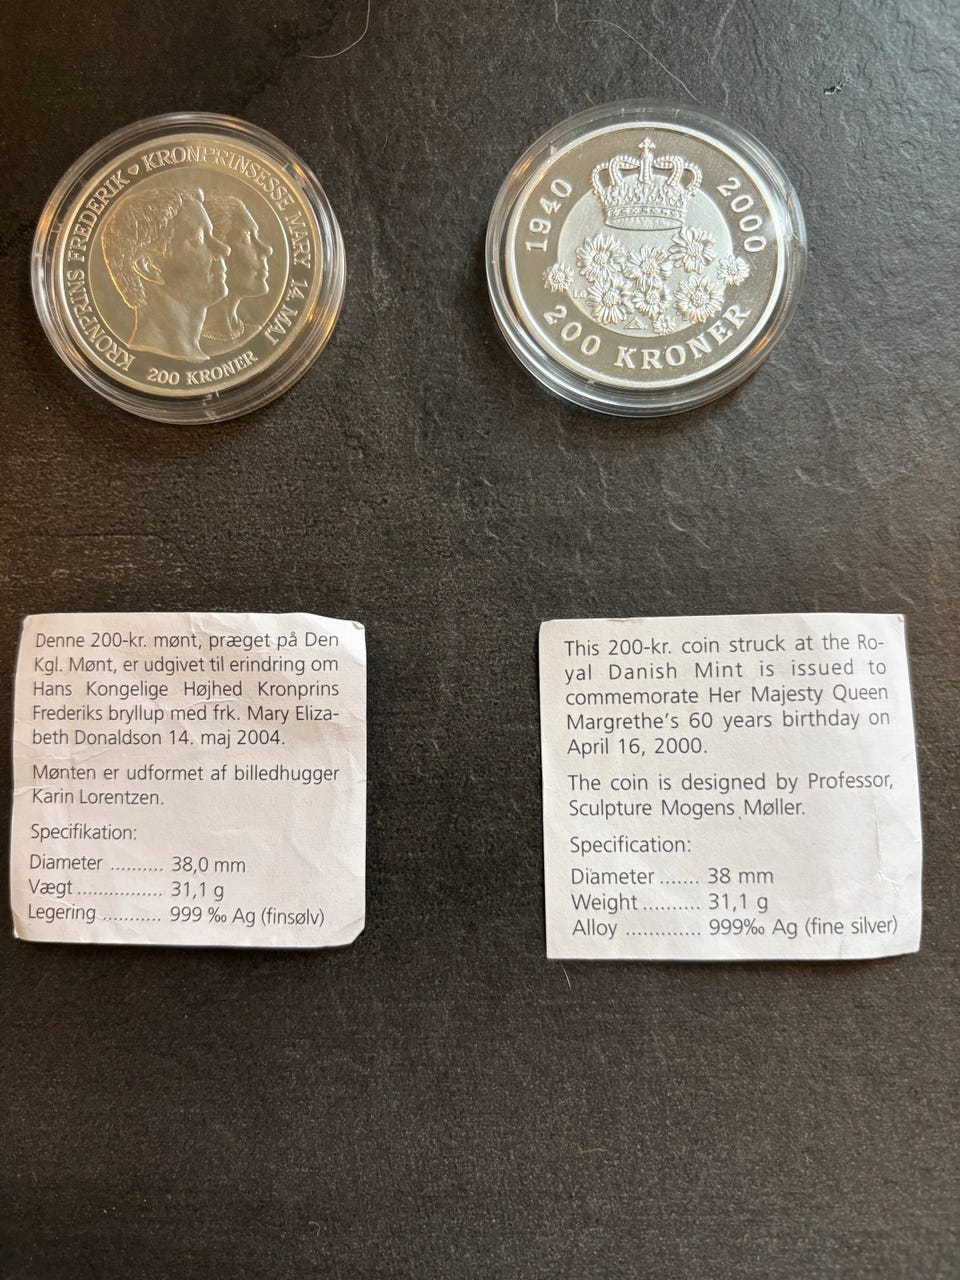 KRONPRINS FREDERIK ♥ KRONPRINSESSE MARY 14. MAJ
200 KRONER
1940
2000
200 KRONER
Denne 200-kr. mønt, præget på Den
Kgl. Mønt, er udgivet til erindring om
Hans Kongelige Højhed Kronprins
Frederiks bryllup med frk. Mary Eliza-
beth Donaldson 14. maj 2004.
Mønten er udformet af billedhugger
Karin Lorentzen.
Specifikation:
Diameter .......... 38,0 mm
Vægt ................ 31,1 g
Legering ........... 999 ‰ Ag (finsølv)
This 200-kr. coin struck at the Ro-
yal Danish Mint is issued to
commemorate Her Majesty Queen
Margrethe's 60 years birthday on
April 16, 2000.
The coin is designed by Professor,
Sculpture Mogens Møller.
Specification:
Diameter ....... 38 mm
Weight .......... 31,1 g
Alloy ............. 999‰ Ag (fine silver)